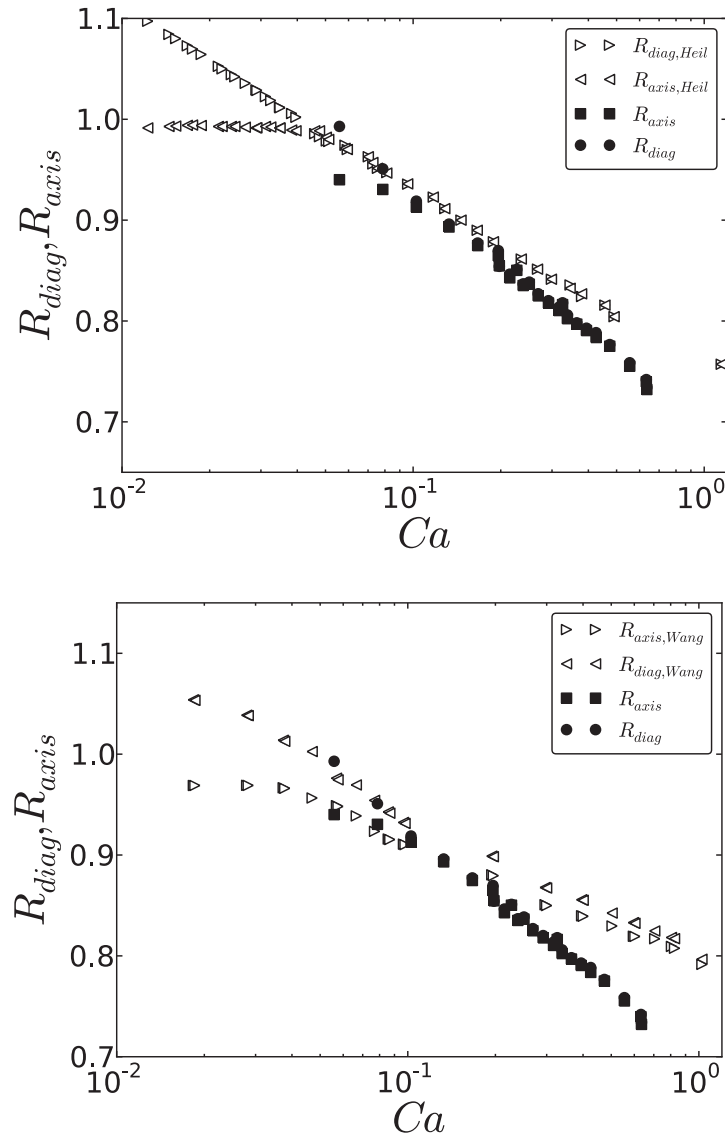 1.1
1.0
0.9
0.8
0.7
10^-2
10^-1
10^0
R_diag, R_axis
Ca
R_diag,Heil
R_axis,Heil
R_axis
R_diag
1.1
1.0
0.9
0.8
0.7
10^-2
10^-1
10^0
R_diag, R_axis
Ca
R_axis,Wang
R_diag,Wang
R_axis
R_diag